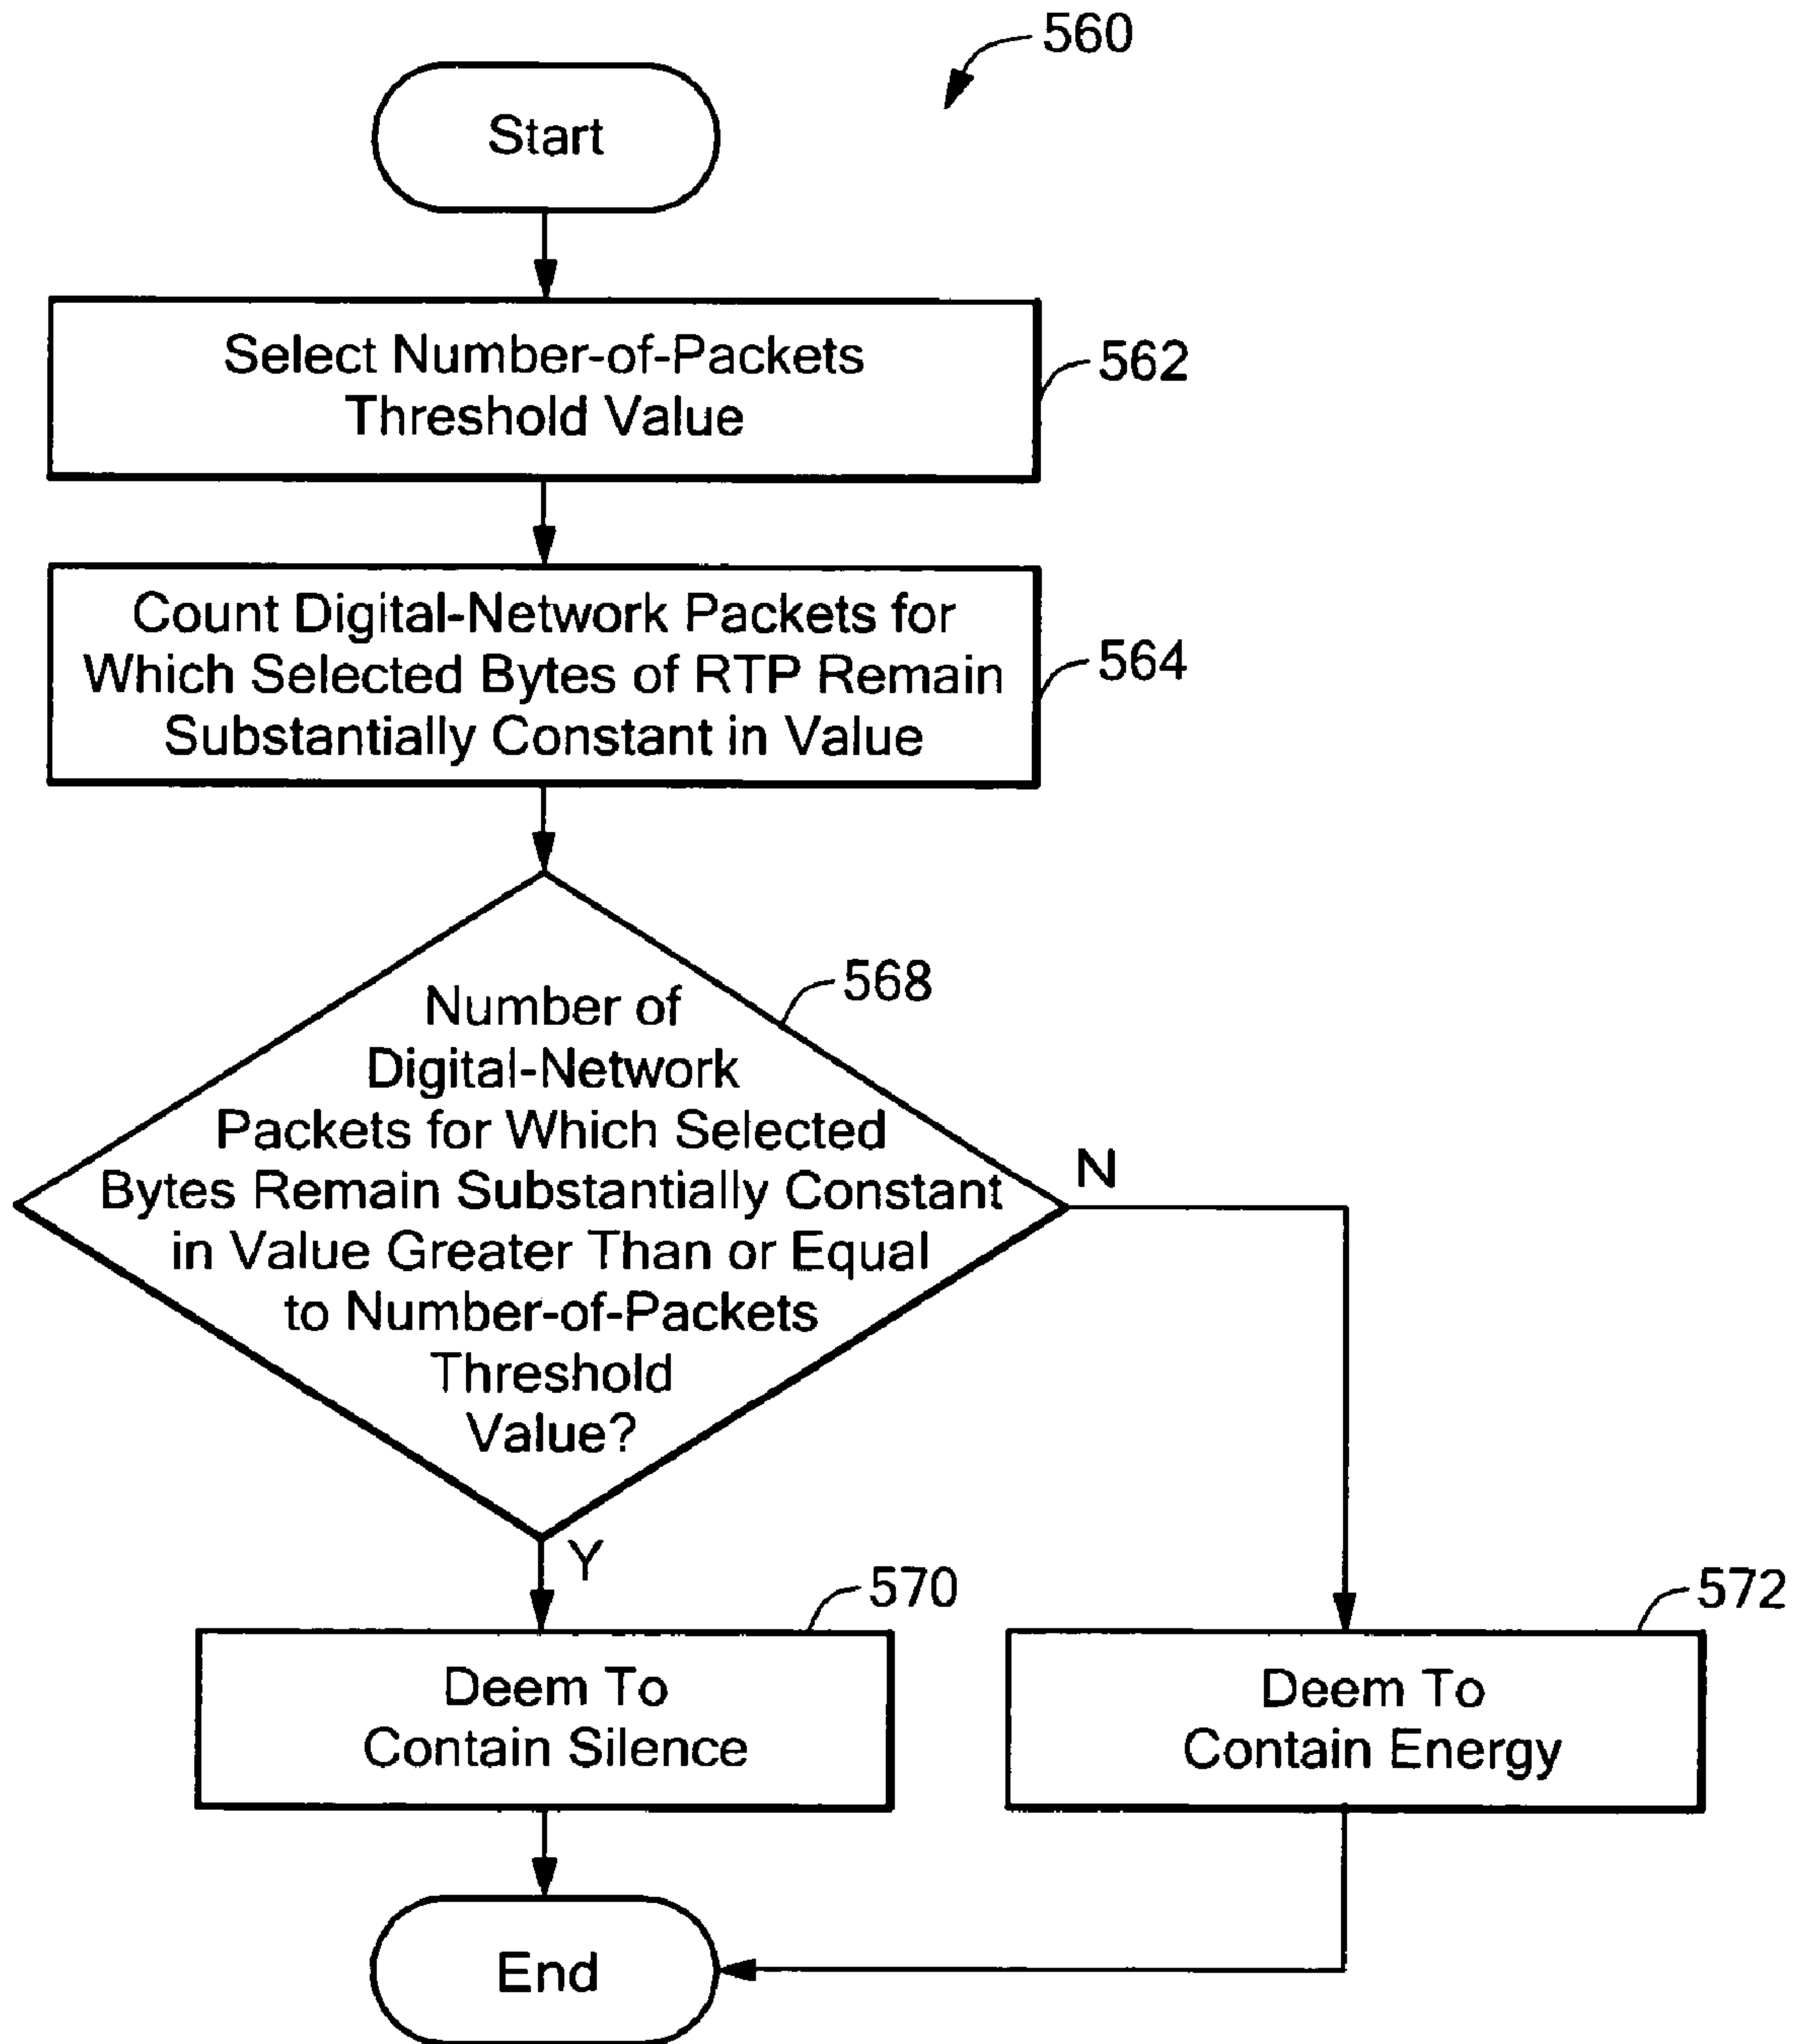 560
Start
Select Number-of-Packets
Threshold Value
562
Count Digital-Network Packets for
Which Selected Bytes of RTP Remain
Substantially Constant in Value
564
568
Number of
Digital-Network
Packets for Which Selected
Bytes Remain Substantially Constant
in Value Greater Than or Equal
to Number-of-Packets
Threshold
Value?
N
Y
570
Deem To
Contain Silence
572
Deem To
Contain Energy
End